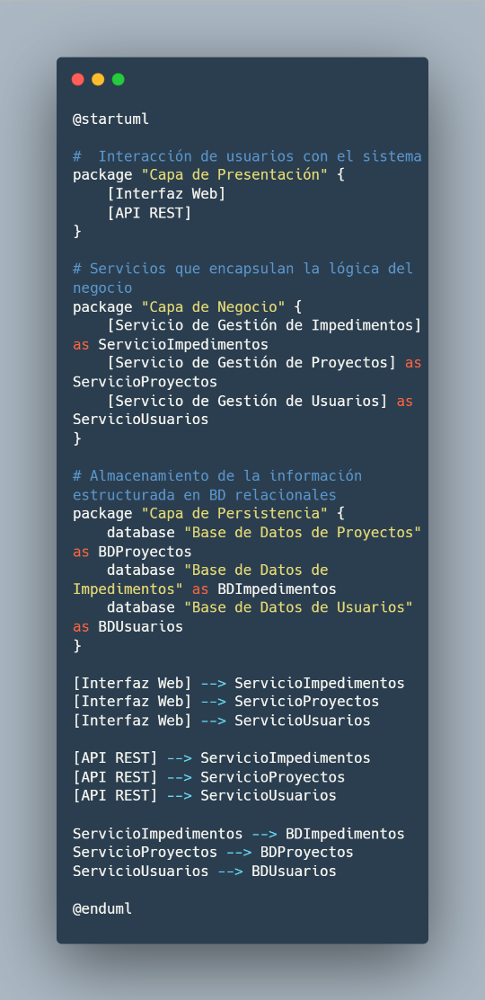 @startuml
#  Interacción de usuarios con el sistema
package "Capa de Presentación" {
    [Interfaz Web]
    [API REST]
}
# Servicios que encapsulan la lógica del
negocio
package "Capa de Negocio" {
    [Servicio de Gestión de Impedimentos]
as ServicioImpedimentos
    [Servicio de Gestión de Proyectos] as
ServicioProyectos
    [Servicio de Gestión de Usuarios] as
ServicioUsuarios
}
# Almacenamiento de la información
estructurada en BD relacionales
package "Capa de Persistencia" {
    database "Base de Datos de Proyectos"
as BDProyectos
    database "Base de Datos de
Impedimentos" as BDImpedimentos
    database "Base de Datos de Usuarios"
as BDUsuarios
}
[Interfaz Web] --> ServicioImpedimentos
[Interfaz Web] --> ServicioProyectos
[Interfaz Web] --> ServicioUsuarios
[API REST] --> ServicioImpedimentos
[API REST] --> ServicioProyectos
[API REST] --> ServicioUsuarios
ServicioImpedimentos --> BDImpedimentos
ServicioProyectos --> BDProyectos
ServicioUsuarios --> BDUsuarios
@enduml